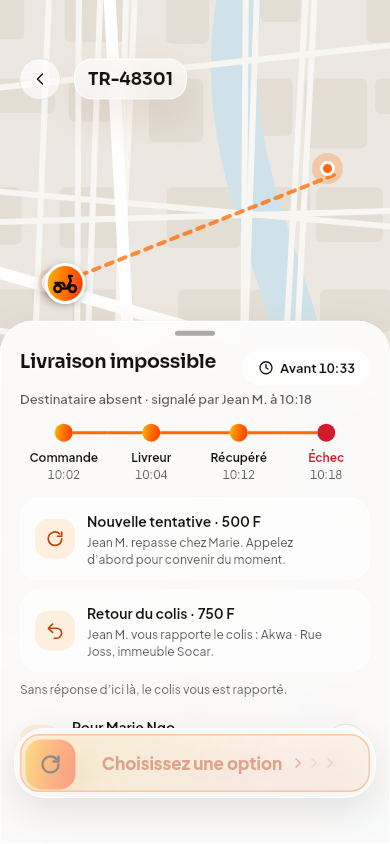 TR-48301
Livraison impossible
Avant 10:33
Destinataire absent · signalé par Jean M. à 10:18
Commande
10:02
Livreur
10:04
Récupéré
10:12
Échec
10:18
Nouvelle tentative · 500 F
Jean M. repasse chez Marie. Appelez
d’abord pour convenir du moment.
Retour du colis · 750 F
Jean M. vous rapporte le colis : Akwa · Rue
Joss, immeuble Socar.
Sans réponse d’ici là, le colis vous est rapporté.
Pour Marie Ngo
Choisissez une option